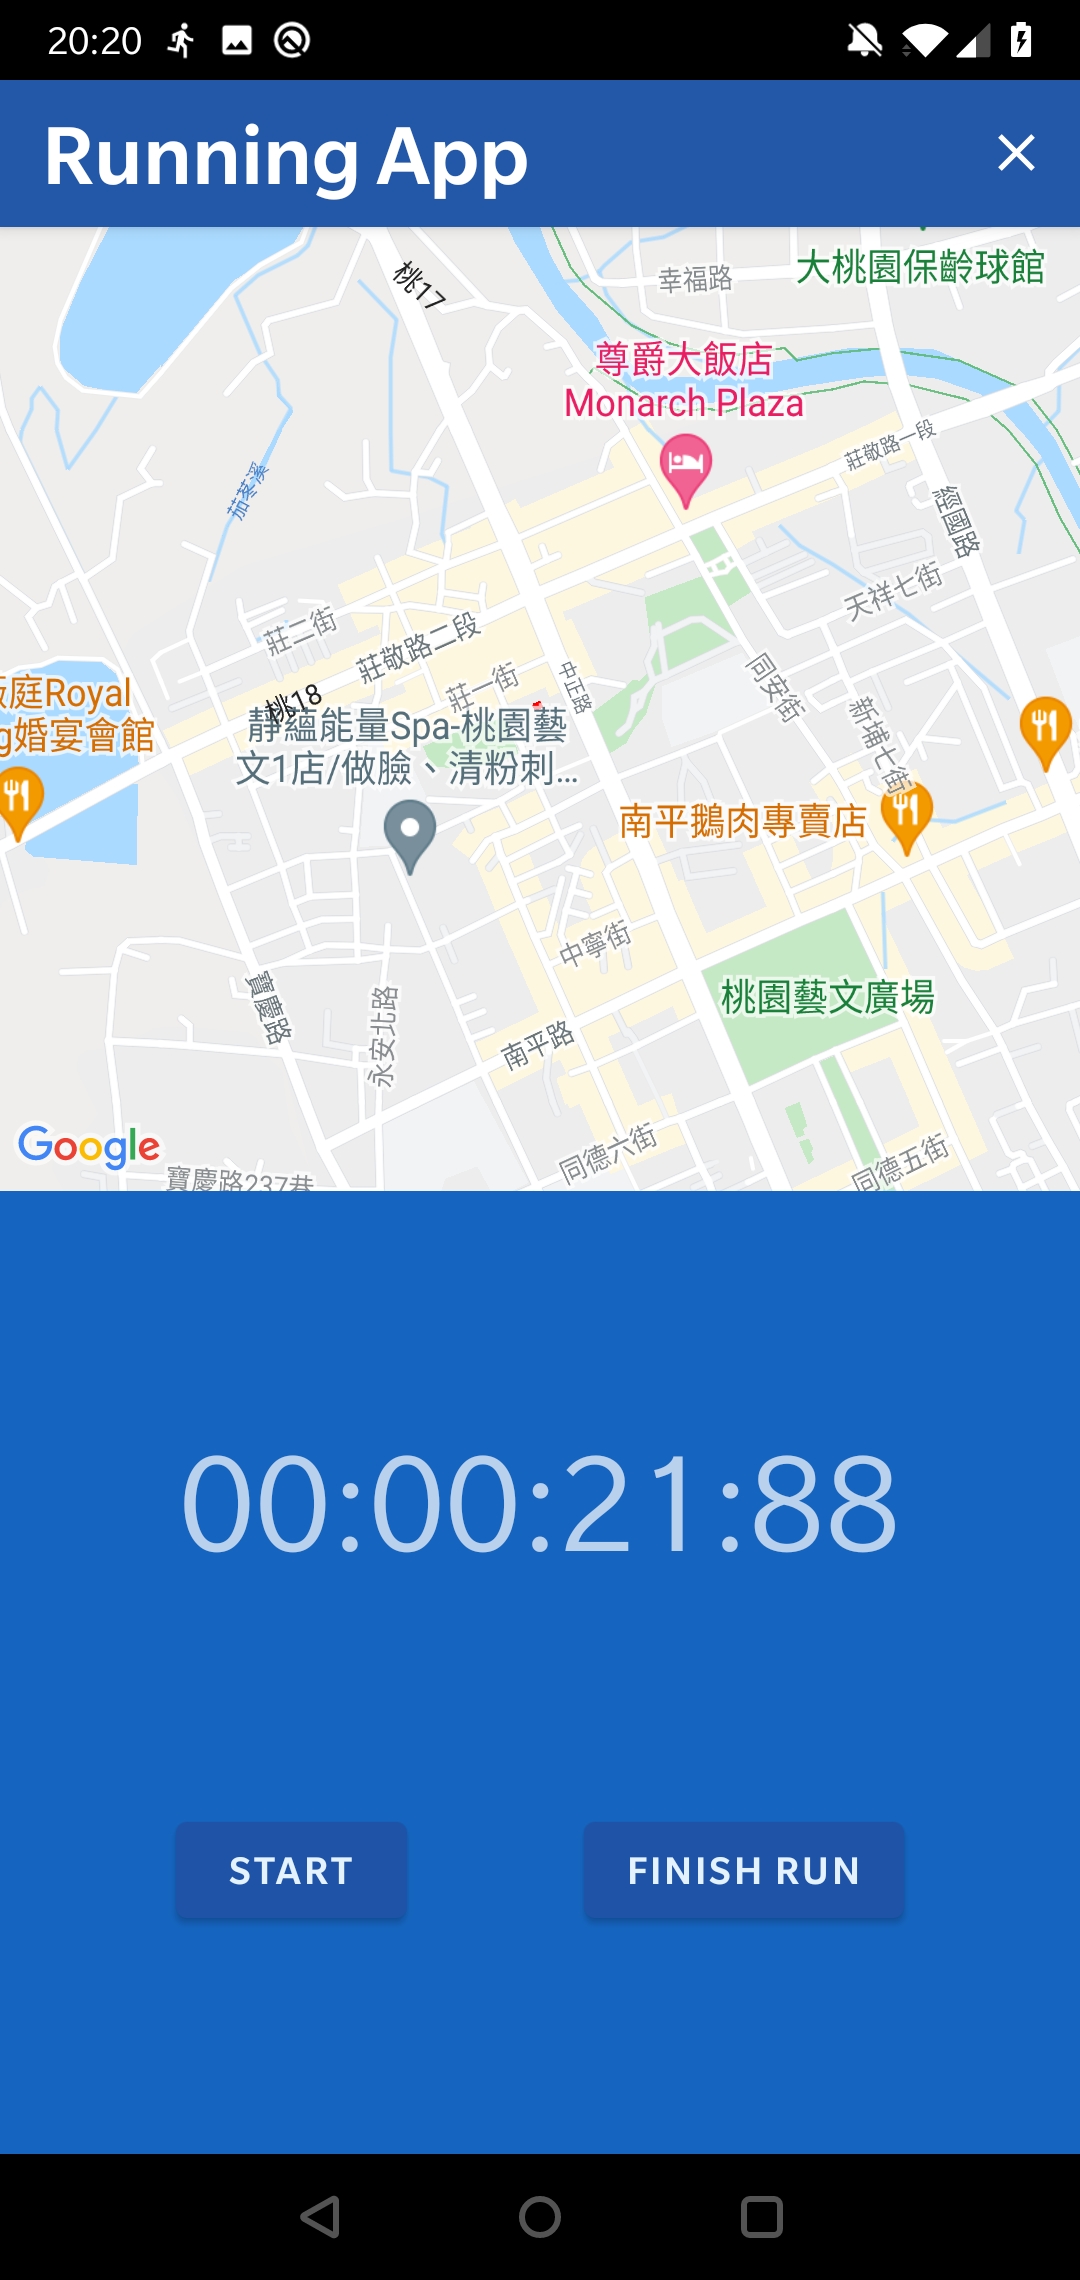 20:20
Running App
桃17
幸福路
大桃園保齡球館
尊爵大飯店
Monarch Plaza
莊敬路一段
茄苳溪
經國路
天祥七街
莊二街
莊敬路二段
莊一街
中正路
同安街
庭Royal
g婚宴會館
桃18
新埔七街
靜蘊能量Spa-桃園藝
文1店/做臉、清粉刺...
南平鵝肉專賣店
中寧街
寶慶路
永安北路
桃園藝文廣場
南平路
Google
同德六街
同德五街
寶慶路237巷
00:00:21:88
START
FINISH RUN